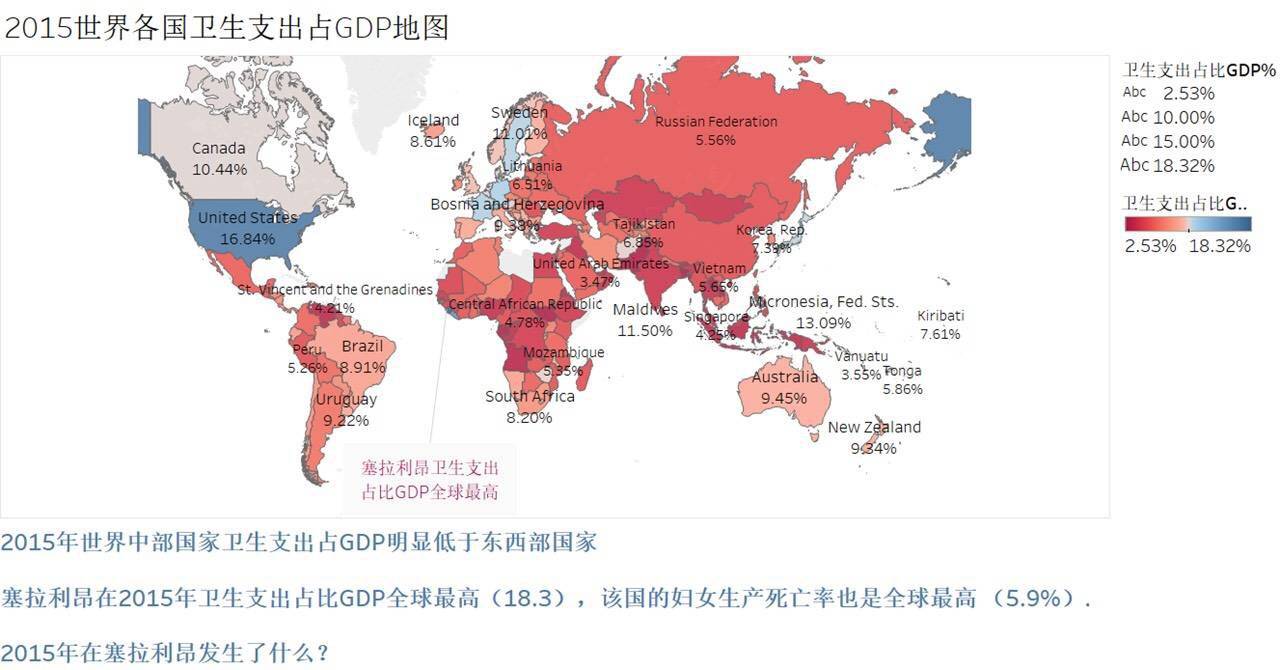 2015世界各国卫生支出占GDP地图
Iceland
8.61%
Sweden
11.01%
Russian Federation
5.56%
Canada
10.44%
Lithuania
6.51%
Bosnia and Herzegovina
9.33%
United States
16.84%
Tajikistan
6.85%
Korea, Rep.
7.39%
United Arab Emirates
3.47%
Vietnam
5.65%
St. Vincent and the Grenadines
4.21%
Central African Republic
4.78%
Maldives
11.50%
Singapore
4.25%
Micronesia, Fed. Sts.
13.09%
Kiribati
7.61%
Peru
5.26%
Brazil
8.91%
Mozambique
5.35%
Vanuatu
3.55%
Tonga
5.86%
Australia
9.45%
Uruguay
9.22%
South Africa
8.20%
New Zealand
9.34%
塞拉利昂卫生支出
占比GDP全球最高
卫生支出占比GDP%
Abc 2.53%
Abc 10.00%
Abc 15.00%
Abc 18.32%
卫生支出占比G..
2.53% 18.32%
2015年世界中部国家卫生支出占GDP明显低于东西部国家
塞拉利昂在2015年卫生支出占比GDP全球最高（18.3），该国的妇女生产死亡率也是全球最高 （5.9%）.
2015年在塞拉利昂发生了什么？